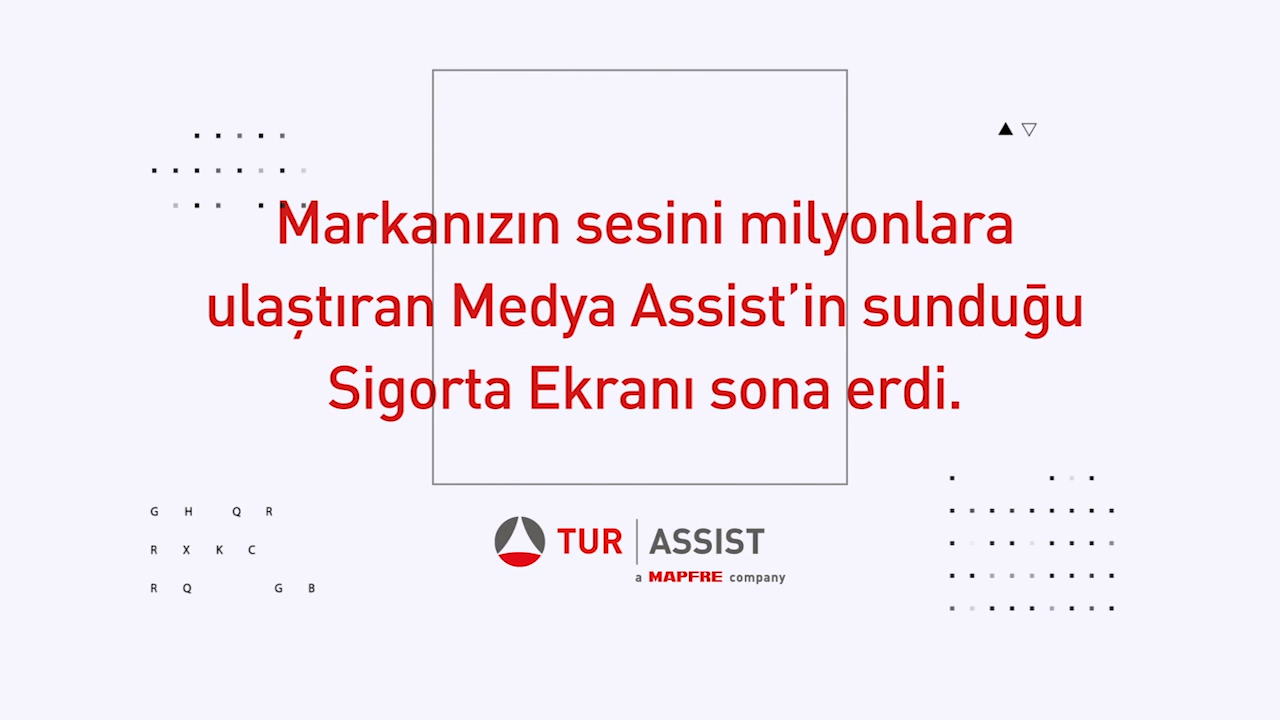 Markanızın sesini milyonlara
ulaştıran Medya Assist’in sunduğu
Sigorta Ekranı sona erdi.
G H Q R
R X K C
R Q G B
TUR | ASSIST
a MAPFRE company